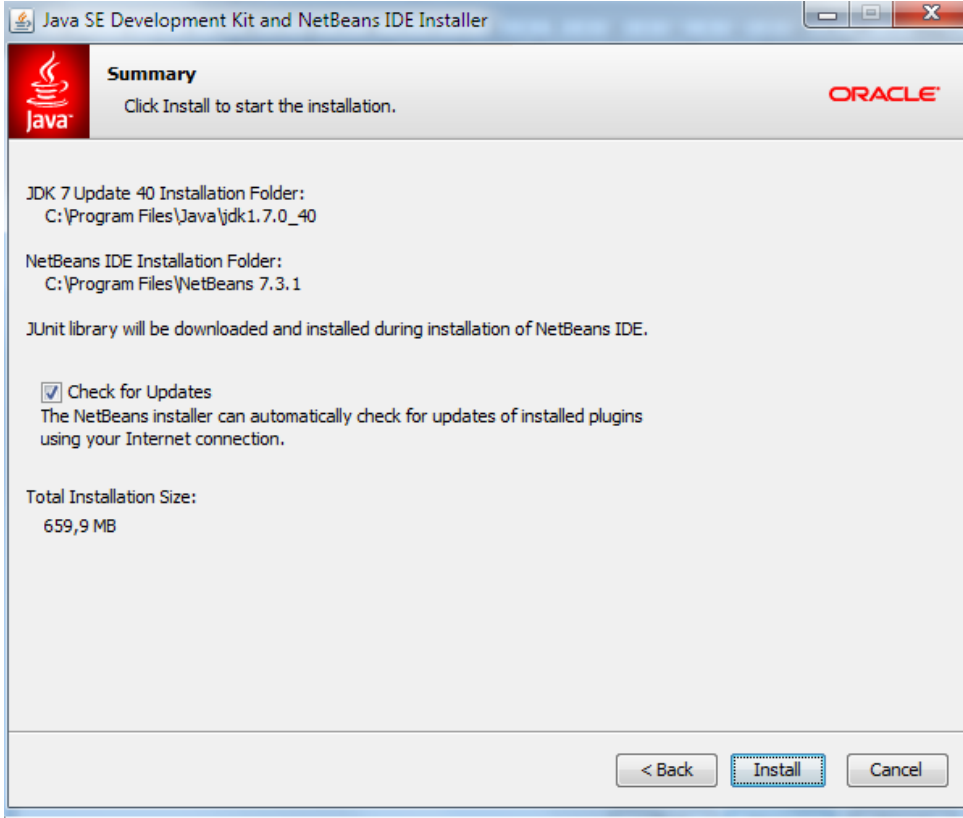 Java SE Development Kit and NetBeans IDE Installer
Summary
Click Install to start the installation.
Java™
ORACLE®
JDK 7 Update 40 Installation Folder:
C:\Program Files\Java\jdk1.7.0_40
NetBeans IDE Installation Folder:
C:\Program Files\NetBeans 7.3.1
JUnit library will be downloaded and installed during installation of NetBeans IDE.
Check for Updates
The NetBeans installer can automatically check for updates of installed plugins
using your Internet connection.
Total Installation Size:
659,9 MB
< Back Install Cancel